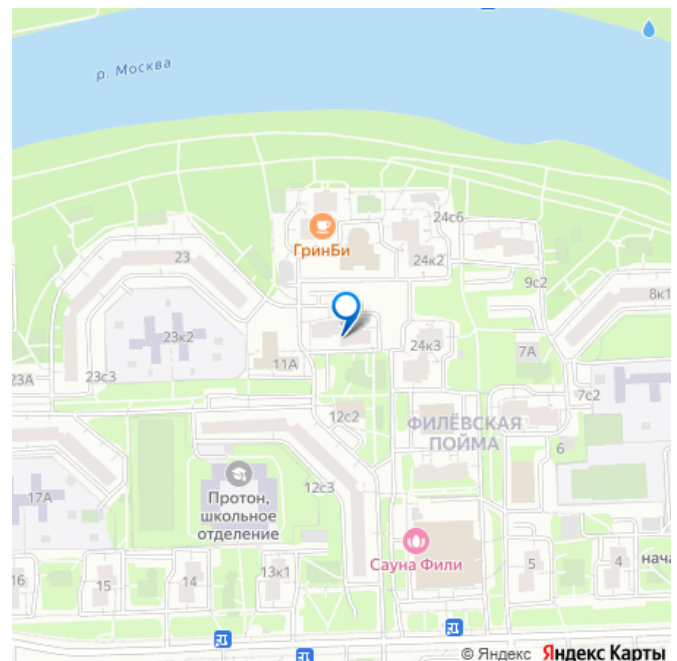 р. Москва
24с6
ГринБи
23
24к2
9с2
8к1
23к2
24к3
7А
11А
23А
23с3
7с2
12с2
ФИЛЁВСКАЯ
ПОЙМА
6
17А
Протон,
школьное
отделение
12с3
Сауна Фили
5
4
нача
16
15
14
13к1
© Яндекс Яндекс Карты